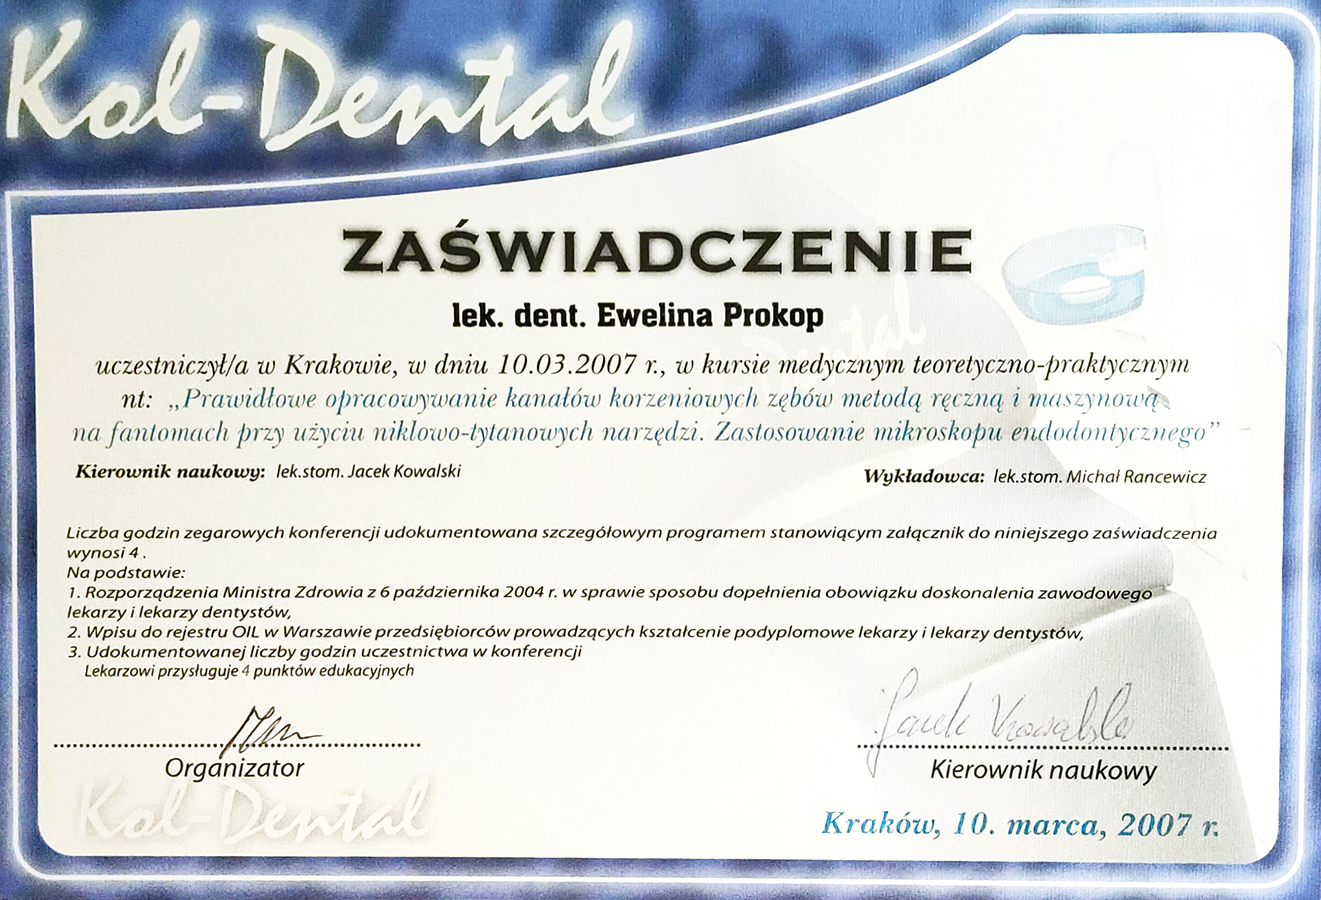 Kol-Dental
ZAŚWIADCZENIE
lek. dent. Ewelina Prokop
uczestniczył/a w Krakowie, w dniu 10.03.2007 r., w kursie medycznym teoretyczno-praktycznym
nt: „Prawidłowe opracowywanie kanałów korzeniowych zębów metodą ręczną i maszynową
na fantomach przy użyciu niklowo-tytanowych narzędzi. Zastosowanie mikroskopu endodontycznego”
Kierownik naukowy: lek.stom. Jacek Kowalski
Wykładowca: lek.stom. Michał Rancewicz
Liczba godzin zegarowych konferencji udokumentowana szczegółowym programem stanowiącym załącznik do niniejszego zaświadczenia
wynosi 4 .
Na podstawie:
1. Rozporządzenia Ministra Zdrowia z 6 października 2004 r. w sprawie sposobu dopełnienia obowiązku doskonalenia zawodowego
lekarzy i lekarzy dentystów,
2. Wpisu do rejestru OIL w Warszawie przedsiębiorców prowadzących kształcenie podyplomowe lekarzy i lekarzy dentystów,
3. Udokumentowanej liczby godzin uczestnictwa w konferencji
Lekarzowi przysługuje 4 punktów edukacyjnych
Jacek Kowalski
Organizator
Kierownik naukowy
Kol-Dental
Kraków, 10. marca, 2007 r.